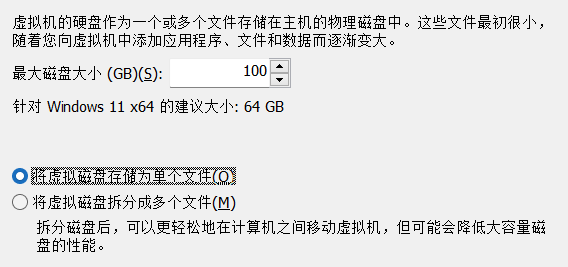 虚拟机的硬盘作为一个或多个文件存储在主机的物理磁盘中。这些文件最初很小，
随着您向虚拟机中添加应用程序、文件和数据而逐渐变大。
最大磁盘大小 (GB)(S): 100
针对 Windows 11 x64 的建议大小: 64 GB
将虚拟磁盘存储为单个文件(O)
将虚拟磁盘拆分成多个文件(M)
拆分磁盘后，可以更轻松地在计算机之间移动虚拟机，但可能会降低大容量磁
盘的性能。